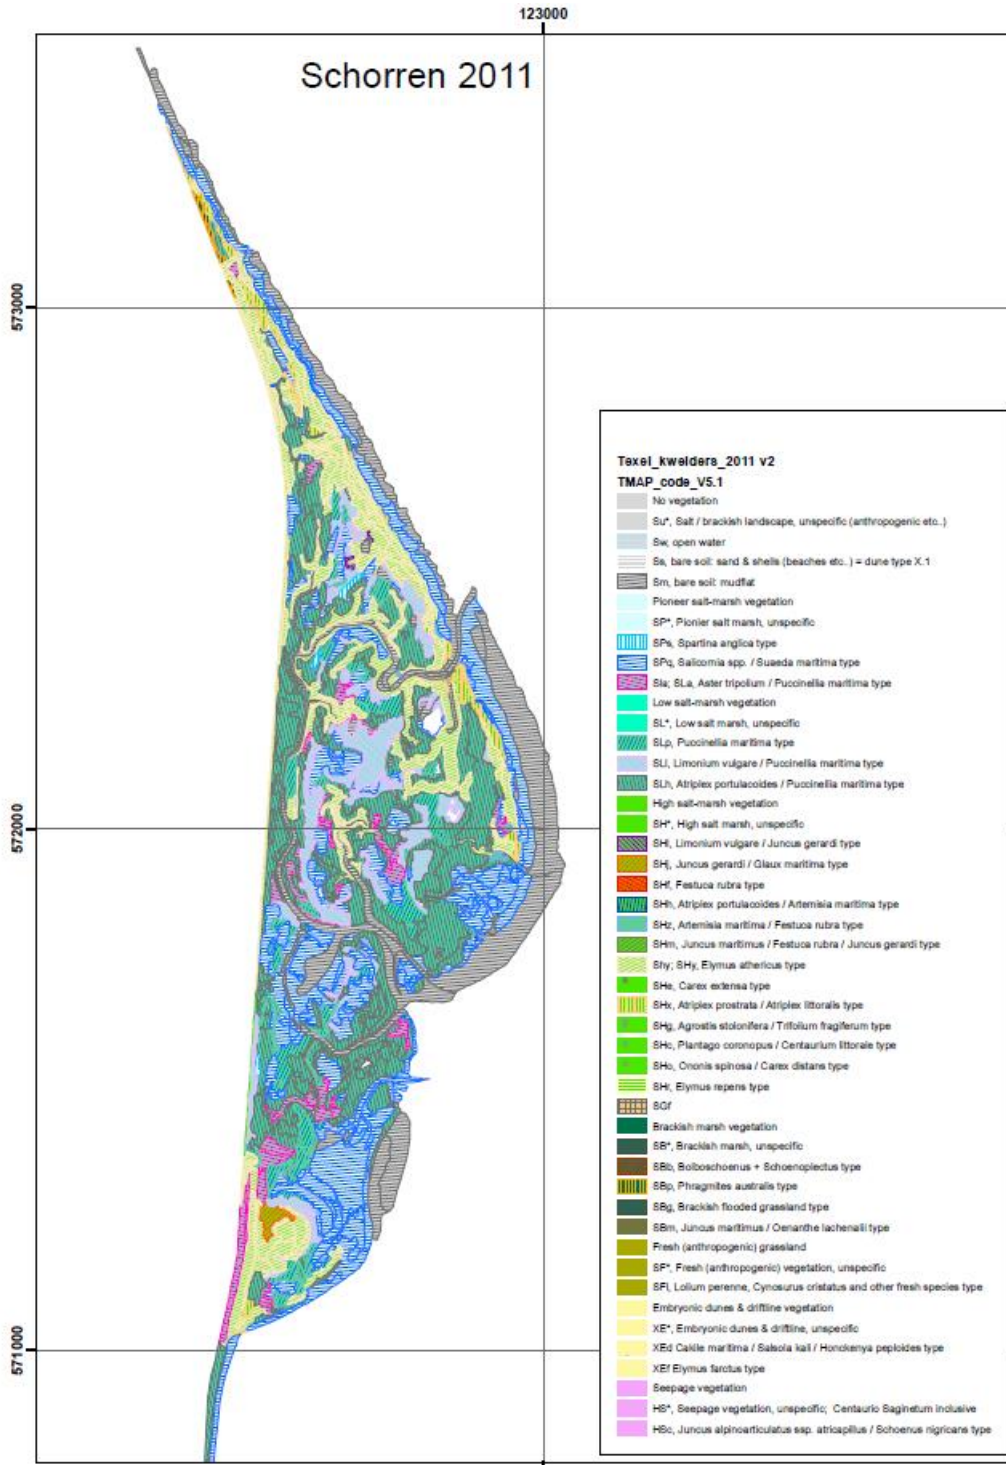 123000
Schorren 2011
573000
572000
571000
Texel_kwelders_2011 v2
TMAP_code_V5.1
No vegetation
Su*, Salt / brackish landscape, unspecific (anthropogenic etc..)
Sw, open water
Ss, bare soil: sand & shells (beaches etc.. ) = dune type X.1
Sm, bare soil: mudflat
Pioneer salt-marsh vegetation
SP*, Pionier salt marsh, unspecific
SPs, Spartina anglica type
SPq, Salicornia spp. / Suaeda maritima type
Sla; SLa, Aster tripolium / Puccinellia maritima type
Low salt-marsh vegetation
SL*, Low salt marsh, unspecific
SLp, Puccinellia maritima type
SLl, Limonium vulgare / Puccinellia maritima type
SLh, Atriplex portulacoides / Puccinellia maritima type
High salt-marsh vegetation
SH*, High salt marsh, unspecific
SHl, Limonium vulgare / Juncus gerardi type
SHj, Juncus gerardi / Glaux maritima type
SHf, Festuca rubra type
SHh, Atriplex portulacoides / Artemisia maritima type
SHz, Artemisia maritima / Festuca rubra type
SHm, Juncus maritimus / Festuca rubra / Juncus gerardi type
Shy; SHy, Elymus athericus type
SHe, Carex extensa type
SHx, Atriplex prostrata / Atriplex littoralis type
SHg, Agrostis stolonifera / Trifolium fragiferum type
SHc, Plantago coronopus / Centaurium littorale type
SHo, Ononis spinosa / Carex distans type
SHr, Elymus repens type
SGf
Brackish marsh vegetation
SB*, Brackish marsh, unspecific
SBb, Bolboschoenus + Schoenoplectus type
SBp, Phragmites australis type
SBg, Brackish flooded grassland type
SBm, Juncus maritimus / Oenanthe lachenalii type
Fresh (anthropogenic) grassland
SF*, Fresh (anthropogenic) vegetation, unspecific
SFl, Lolium perenne, Cynosurus cristatus and other fresh species type
Embryonic dunes & driftline vegetation
XE*, Embryonic dunes & driftline, unspecific
XEd Cakile maritima / Salsola kali / Honckenya peploides type
XEf Elymus farctus type
Seepage vegetation
HS*, Seepage vegetation, unspecific; Centaurio Saginetum inclusive
HSc, Juncus alpinoarticulatus ssp. atricapillus / Schoenus nigricans type